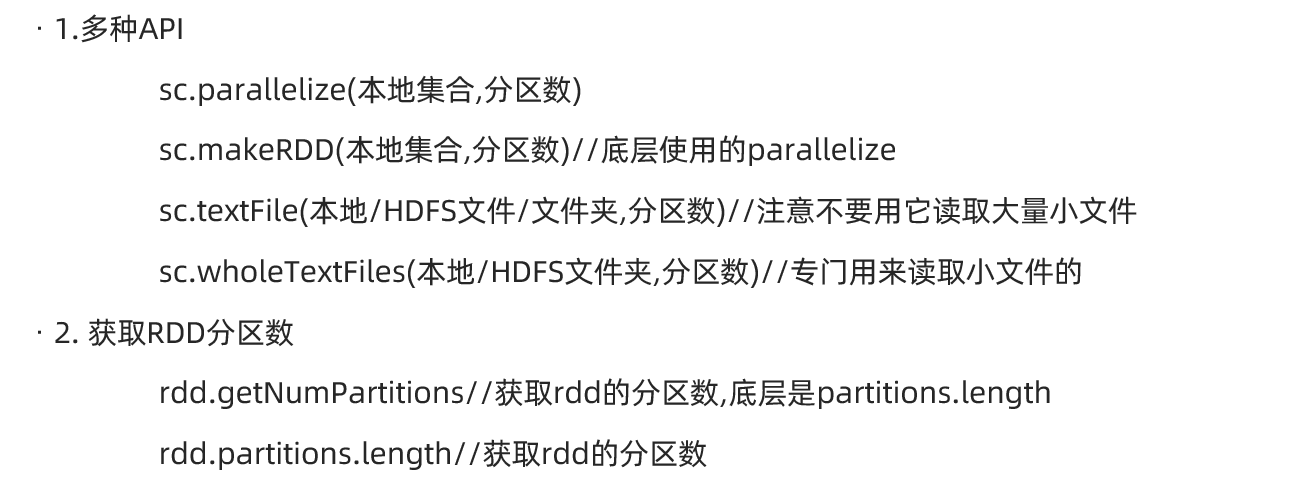 · 1.多种API
sc.parallelize(本地集合,分区数)
sc.makeRDD(本地集合,分区数)//底层使用的parallelize
sc.textFile(本地/HDFS文件/文件夹,分区数)//注意不要用它读取大量小文件
sc.wholeTextFiles(本地/HDFS文件夹,分区数)//专门用来读取小文件的
· 2. 获取RDD分区数
rdd.getNumPartitions//获取rdd的分区数,底层是partitions.length
rdd.partitions.length//获取rdd的分区数